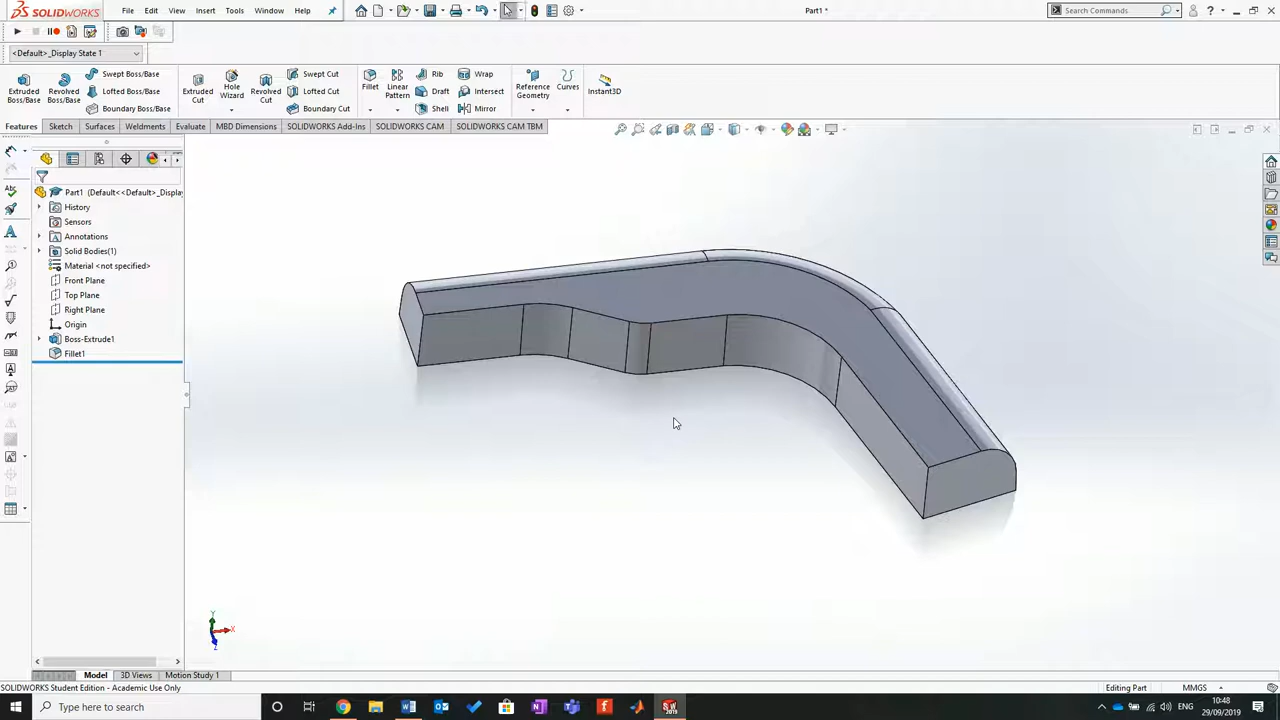 SOLIDWORKS File Edit View Insert Tools Window Help Part1 * Search Commands
<Default>_Display State 1
Extruded Boss/Base
Revolved Boss/Base
Swept Boss/Base
Lofted Boss/Base
Boundary Boss/Base
Extruded Cut
Hole Wizard
Revolved Cut
Swept Cut
Lofted Cut
Boundary Cut
Fillet
Linear Pattern
Rib
Draft
Shell
Wrap
Intersect
Mirror
Reference Geometry
Curves
Instant3D
Features Sketch Surfaces Weldments Evaluate MBD Dimensions SOLIDWORKS Add-Ins SOLIDWORKS CAM SOLIDWORKS CAM TBM
Part1 (Default<<Default>_Display
History
Sensors
Annotations
Solid Bodies(1)
Material <not specified>
Front Plane
Top Plane
Right Plane
Origin
Boss-Extrude1
Fillet1
Y
X
Z
Model 3D Views Motion Study 1
SOLIDWORKS Student Edition - Academic Use Only Editing Part MMGS
Type here to search ENG 10:48
29/09/2019